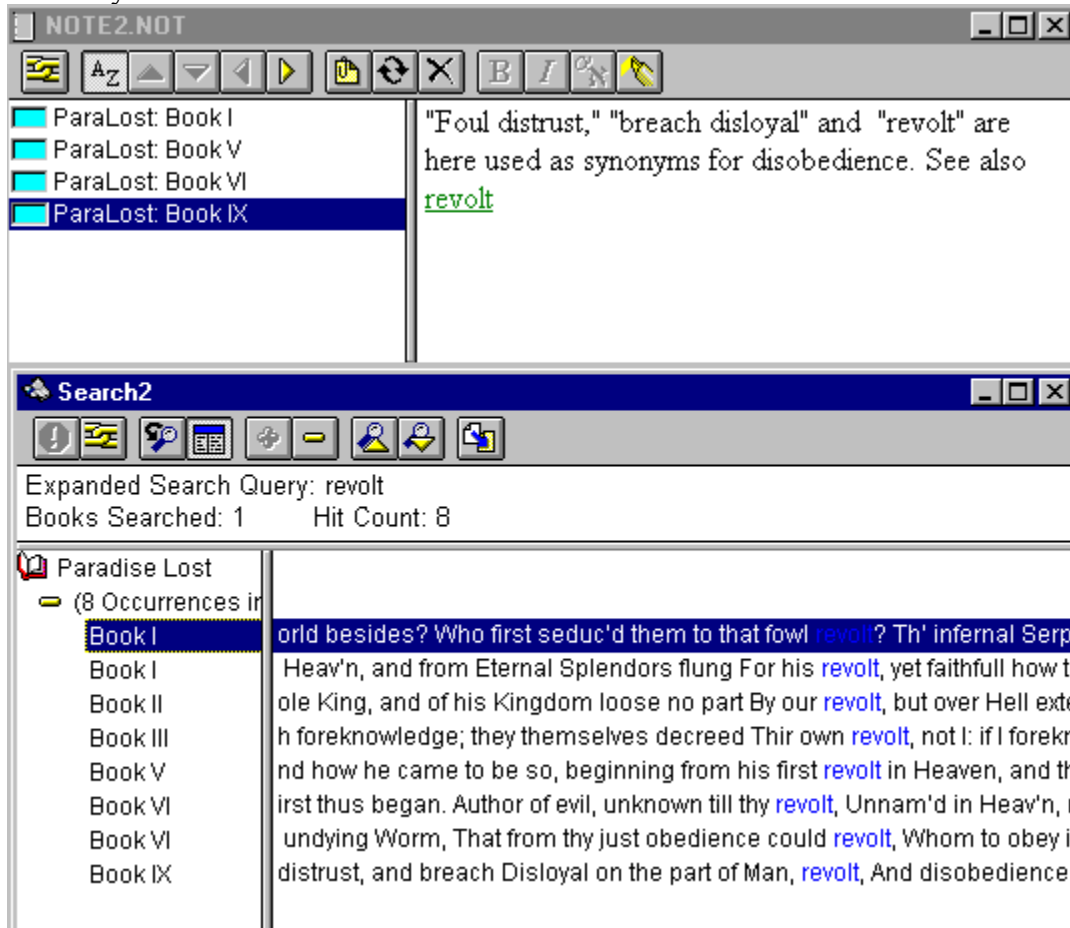 NOTE2.NOT
AZ B I αN
ParaLost: Book I
ParaLost: Book V
ParaLost: Book VI
ParaLost: Book IX
"Foul distrust," "breach disloyal" and "revolt" are
here used as synonyms for disobedience. See also
revolt
Search2
Expanded Search Query: revolt
Books Searched: 1 Hit Count: 8
Paradise Lost
(8 Occurrences in
Book I orld besides? Who first seduc'd them to that fowl revolt? Th' infernal Serp
Book I Heav'n, and from Eternal Splendors flung For his revolt, yet faithfull how t
Book II ole King, and of his Kingdom loose no part By our revolt, but over Hell exte
Book III h foreknowledge; they themselves decreed Thir own revolt, not I: if I forekn
Book V nd how he came to be so, beginning from his first revolt in Heaven, and th
Book VI irst thus began. Author of evil, unknown till thy revolt, Unnam'd in Heav'n,
Book VI undying Worm, That from thy just obedience could revolt, Whom to obey i
Book IX distrust, and breach Disloyal on the part of Man, revolt, And disobedience